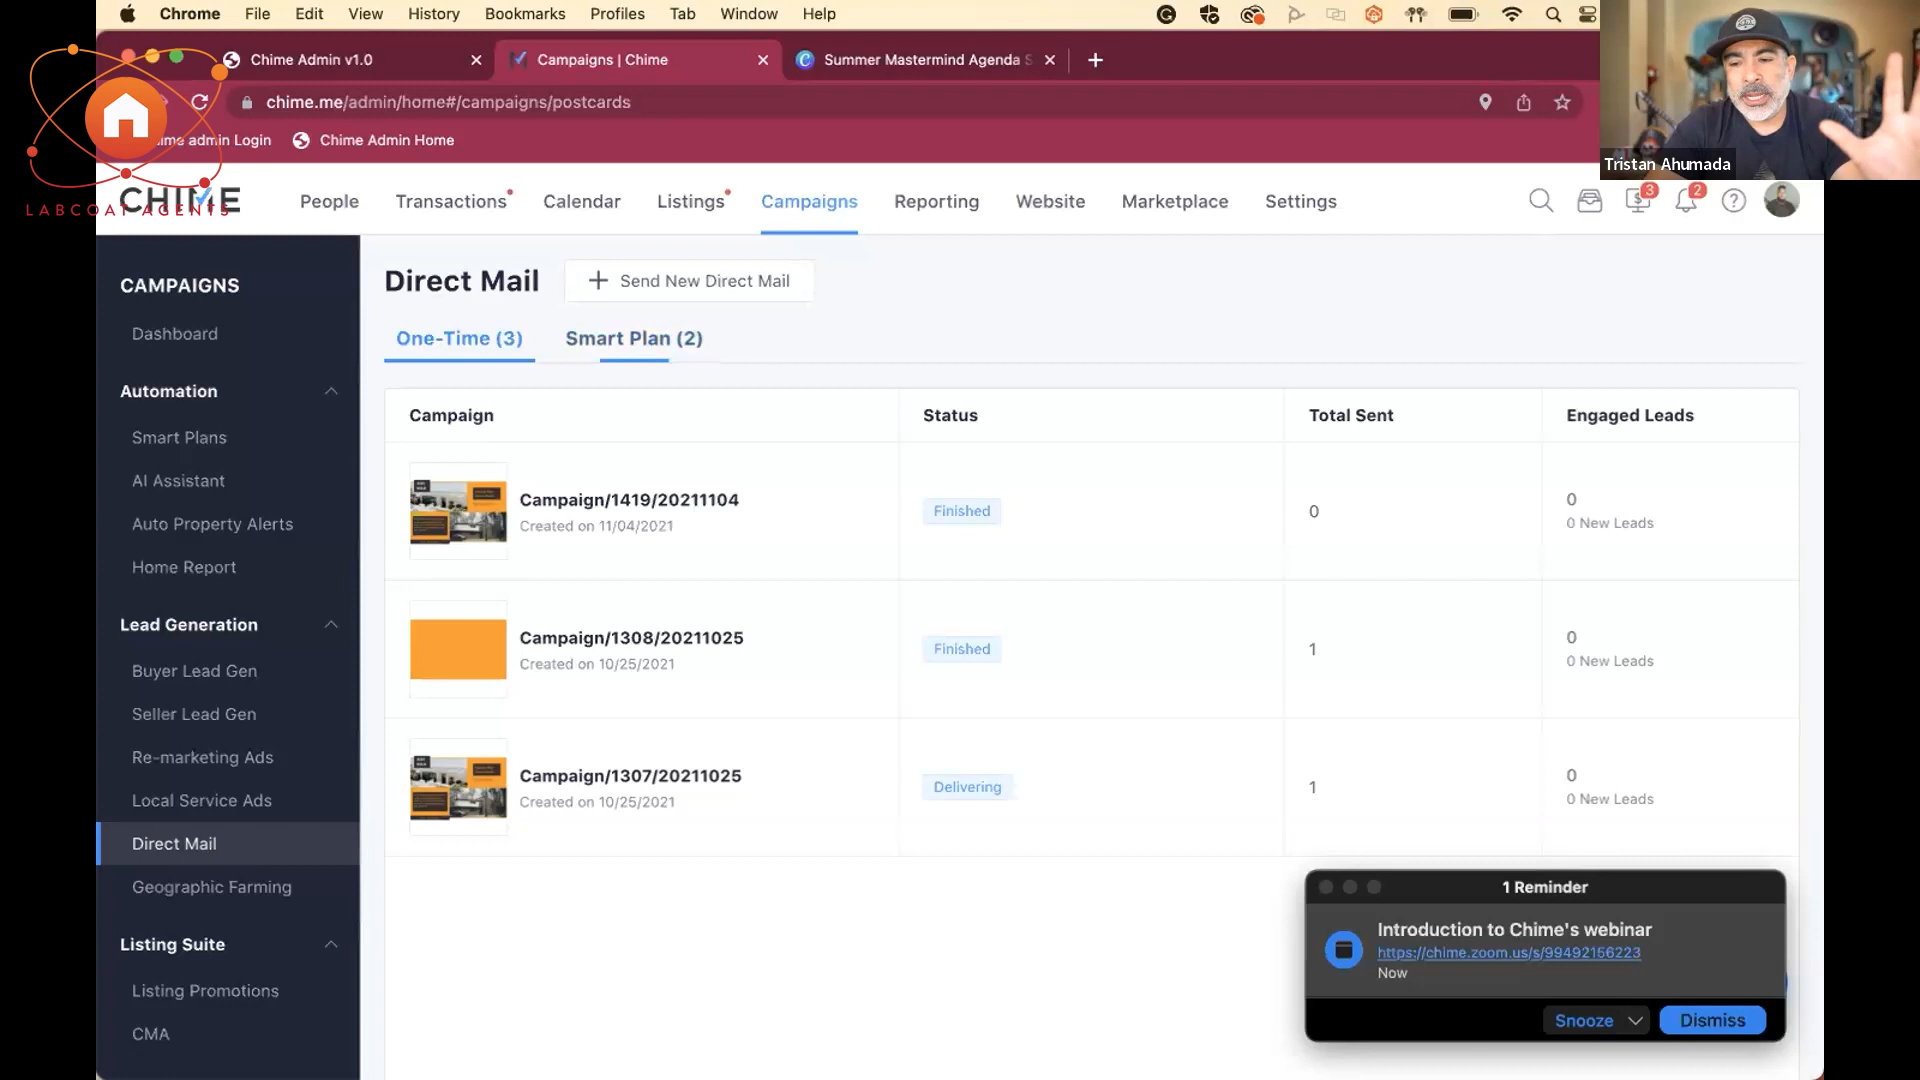 Chrome File Edit View History Bookmarks Profiles Tab Window Help
Chime Admin v1.0
Campaigns | Chime
Summer Mastermind Agenda S
chime.me/admin/home#/campaigns/postcards
admin Login
Chime Admin Home
Tristan Ahumada
LABCOAT AGENTS
CHIME
People Transactions Calendar Listings Campaigns Reporting Website Marketplace Settings
3
2
CAMPAIGNS
Dashboard
Automation
Smart Plans
AI Assistant
Auto Property Alerts
Home Report
Lead Generation
Buyer Lead Gen
Seller Lead Gen
Re-marketing Ads
Local Service Ads
Direct Mail
Geographic Farming
Listing Suite
Listing Promotions
CMA
Direct Mail
+ Send New Direct Mail
One-Time (3) Smart Plan (2)
Campaign Status Total Sent Engaged Leads
Campaign/1419/20211104
Created on 11/04/2021
Finished
0
0
0 New Leads
Campaign/1308/20211025
Created on 10/25/2021
Finished
1
0
0 New Leads
Campaign/1307/20211025
Created on 10/25/2021
Delivering
1
0
0 New Leads
1 Reminder
Introduction to Chime's webinar
https://chime.zoom.us/s/99492156223
Now
Snooze
Dismiss